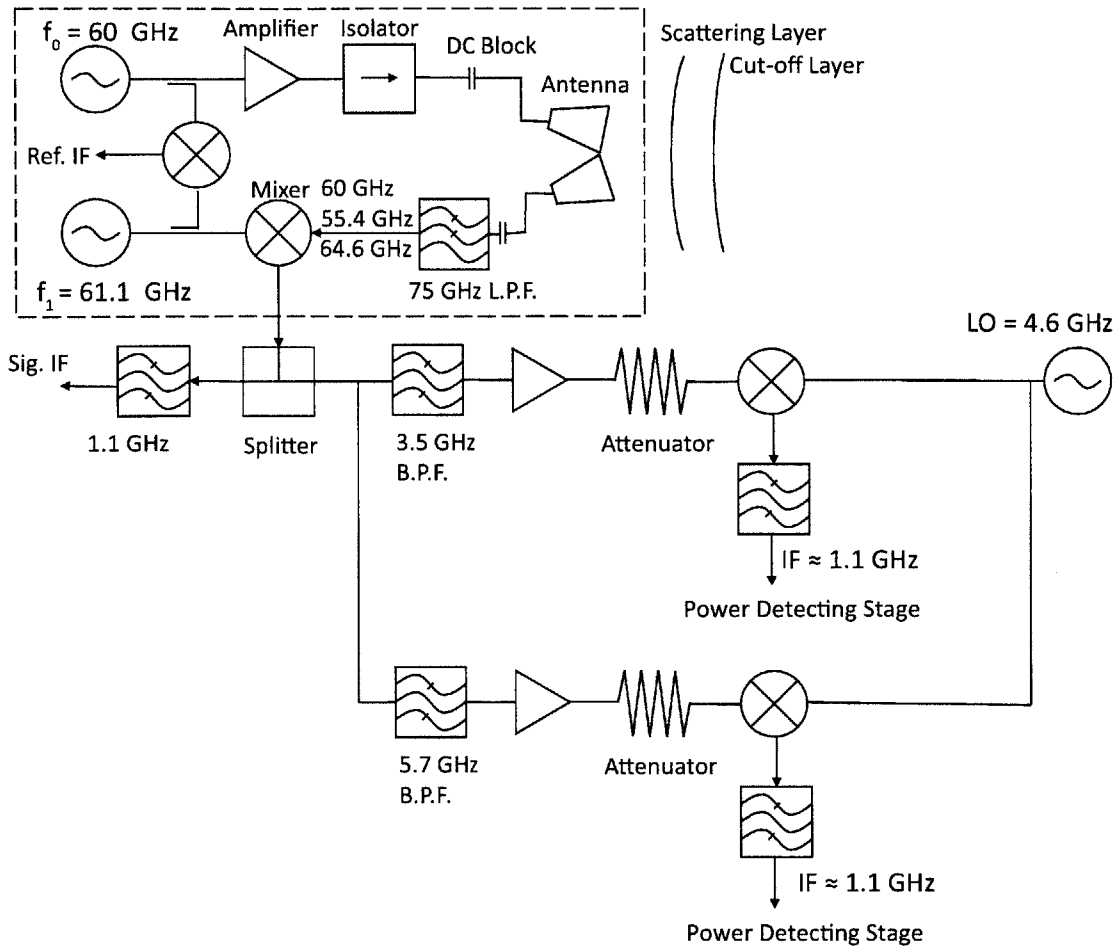 f0 = 60 GHz
Amplifier
Isolator
DC Block
Antenna
Scattering Layer
Cut-off Layer
Ref. IF
Mixer
60 GHz
55.4 GHz
64.6 GHz
f1 = 61.1 GHz
75 GHz L.P.F.
LO = 4.6 GHz
Sig. IF
1.1 GHz
Splitter
3.5 GHz
B.P.F.
Attenuator
IF ≈ 1.1 GHz
Power Detecting Stage
5.7 GHz
B.P.F.
Attenuator
IF ≈ 1.1 GHz
Power Detecting Stage